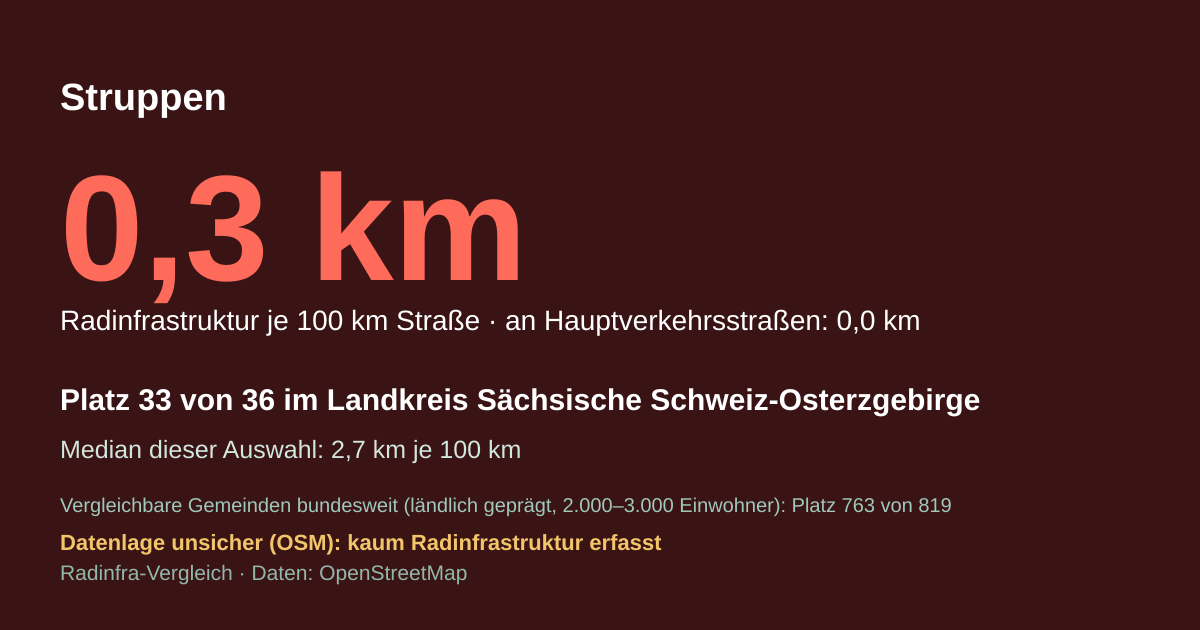 Struppen
0,3 km
Radinfrastruktur je 100 km Straße · an Hauptverkehrsstraßen: 0,0 km
Platz 33 von 36 im Landkreis Sächsische Schweiz-Osterzgebirge
Median dieser Auswahl: 2,7 km je 100 km
Vergleichbare Gemeinden bundesweit (ländlich geprägt, 2.000–3.000 Einwohner): Platz 763 von 819
Datenlage unsicher (OSM): kaum Radinfrastruktur erfasst
Radinfra-Vergleich · Daten: OpenStreetMap